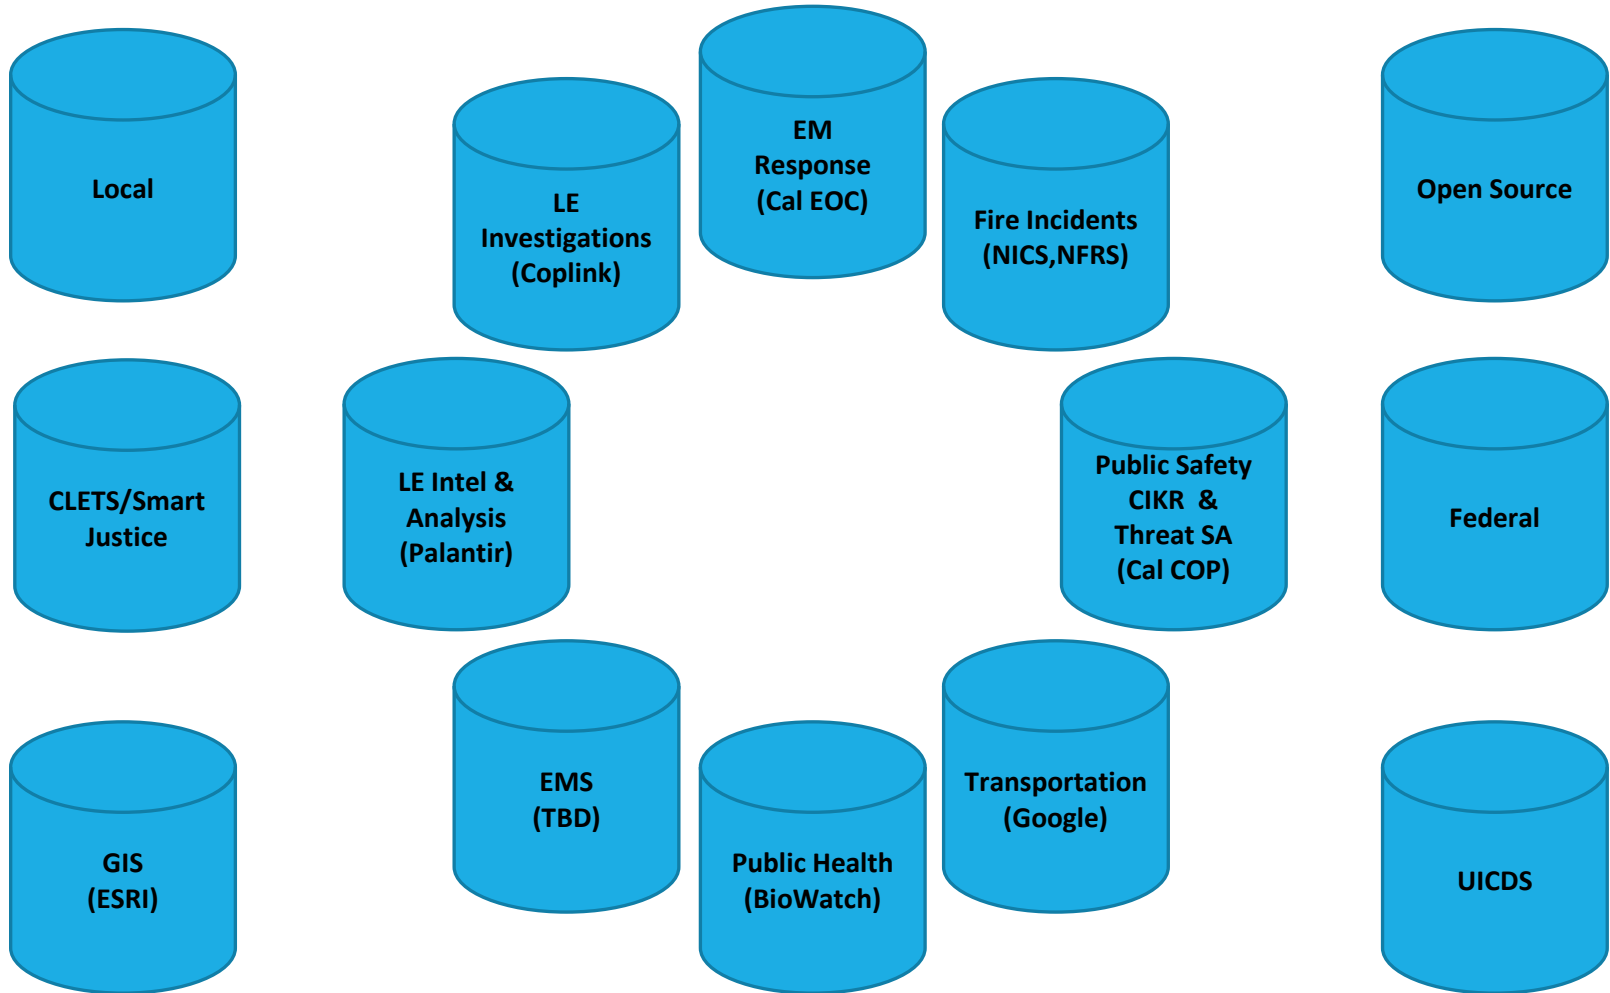 EM
Response
(Cal EOC)
Local
LE
Investigations
(Coplink)
Fire Incidents
(NICS,NFRS)
Open Source
CLETS/Smart
Justice
LE Intel &
Analysis
(Palantir)
Public Safety
CIKR  &
Threat SA
(Cal COP)
Federal
GIS
(ESRI)
EMS
(TBD)
Public Health
(BioWatch)
Transportation
(Google)
UICDS